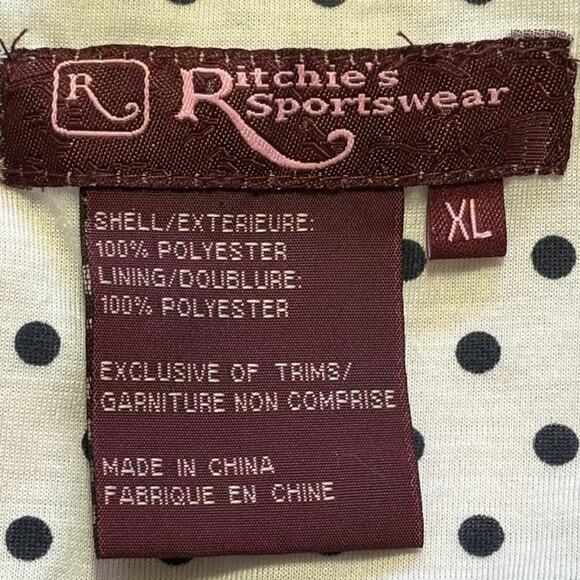 R
Ritchie's
Sportswear
XL
SHELL/EXTERIEURE:
100% POLYESTER
LINING/DOUBLURE:
100% POLYESTER
EXCLUSIVE OF TRIMS/
GARNITURE NON COMPRISE
MADE IN CHINA
FABRIQUE EN CHINE